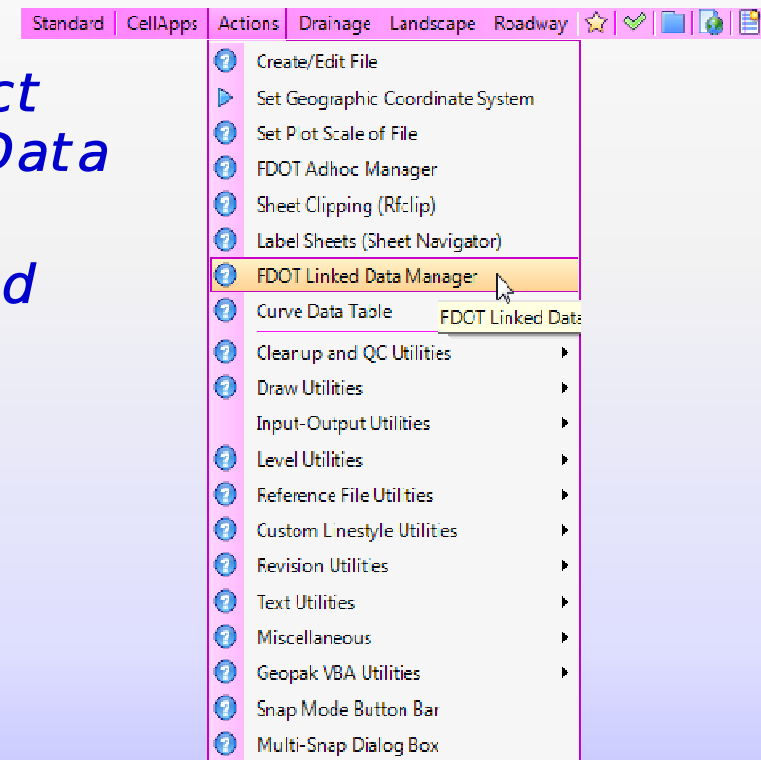 Standard CellApps Actions Drainage Landscape Roadway
ct
Data
d
Create/Edit File
Set Geographic Coordinate System
Set Plot Scale of File
FDOT Adhoc Manager
Sheet Clipping (Rfclip)
Label Sheets (Sheet Navigator)
FDOT Linked Data Manager
Curve Data Table
FDOT Linked Data
Clean up and QC Utilities
Draw Utilities
Input-Output Utilities
Level Utilities
Reference File Utilities
Custom Linestyle Utilities
Revision Utilities
Text Utilities
Miscellaneous
Geopak VBA Utilities
Snap Mode Button Bar
Multi-Snap Dialog Box